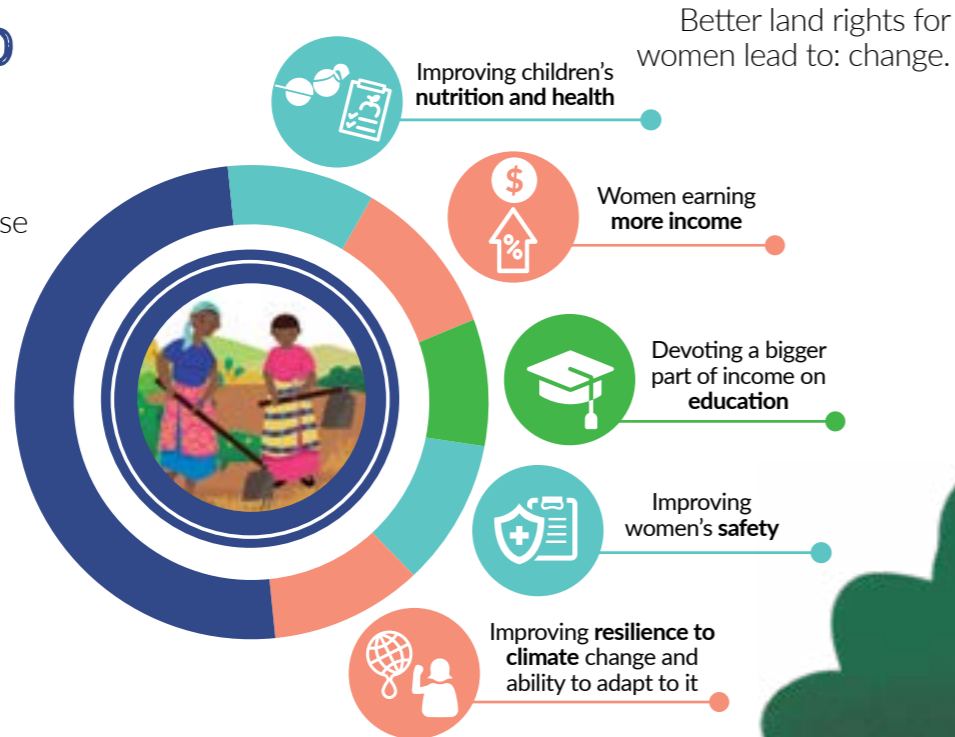 Better land rights for
women lead to: change.
Improving children’s
nutrition and health
$
Women earning
more income
%
se
Devoting a bigger
part of income on
education
Improving
women’s safety
Improving resilience to
climate change and
ability to adapt to it